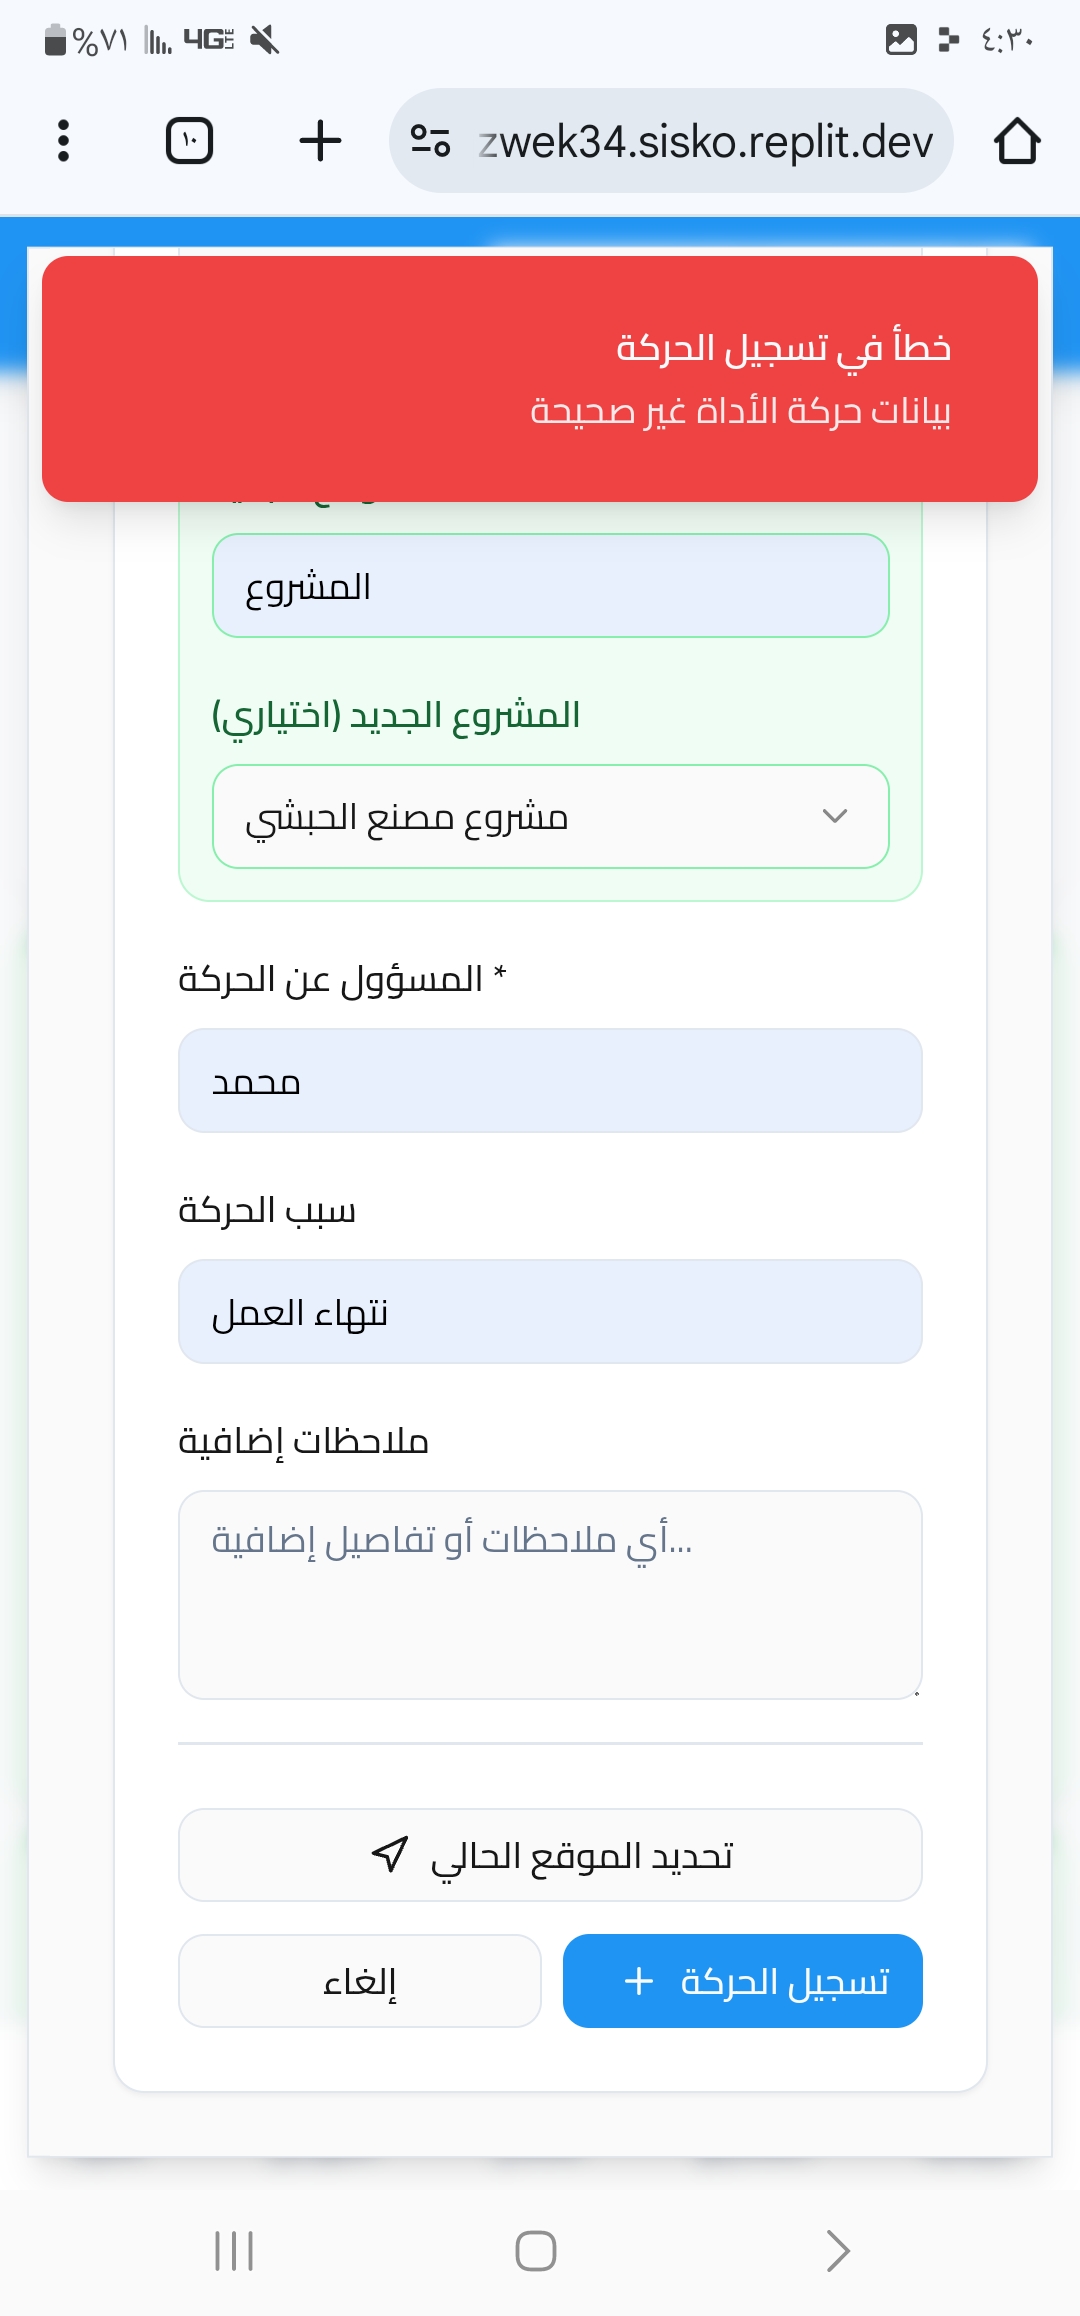 %٧١ 4G LTE ٤:٣٠
١٠ zwek34.sisko.replit.dev
خطأ في تسجيل الحركة
بيانات حركة الأداة غير صحيحة
المشروع
المشروع الجديد (اختياري)
مشروع مصنع الحبشي
* المسؤول عن الحركة
محمد
سبب الحركة
نتهاء العمل
ملاحظات إضافية
...أي ملاحظات أو تفاصيل إضافية
تحديد الموقع الحالي
تسجيل الحركة +
إلغاء